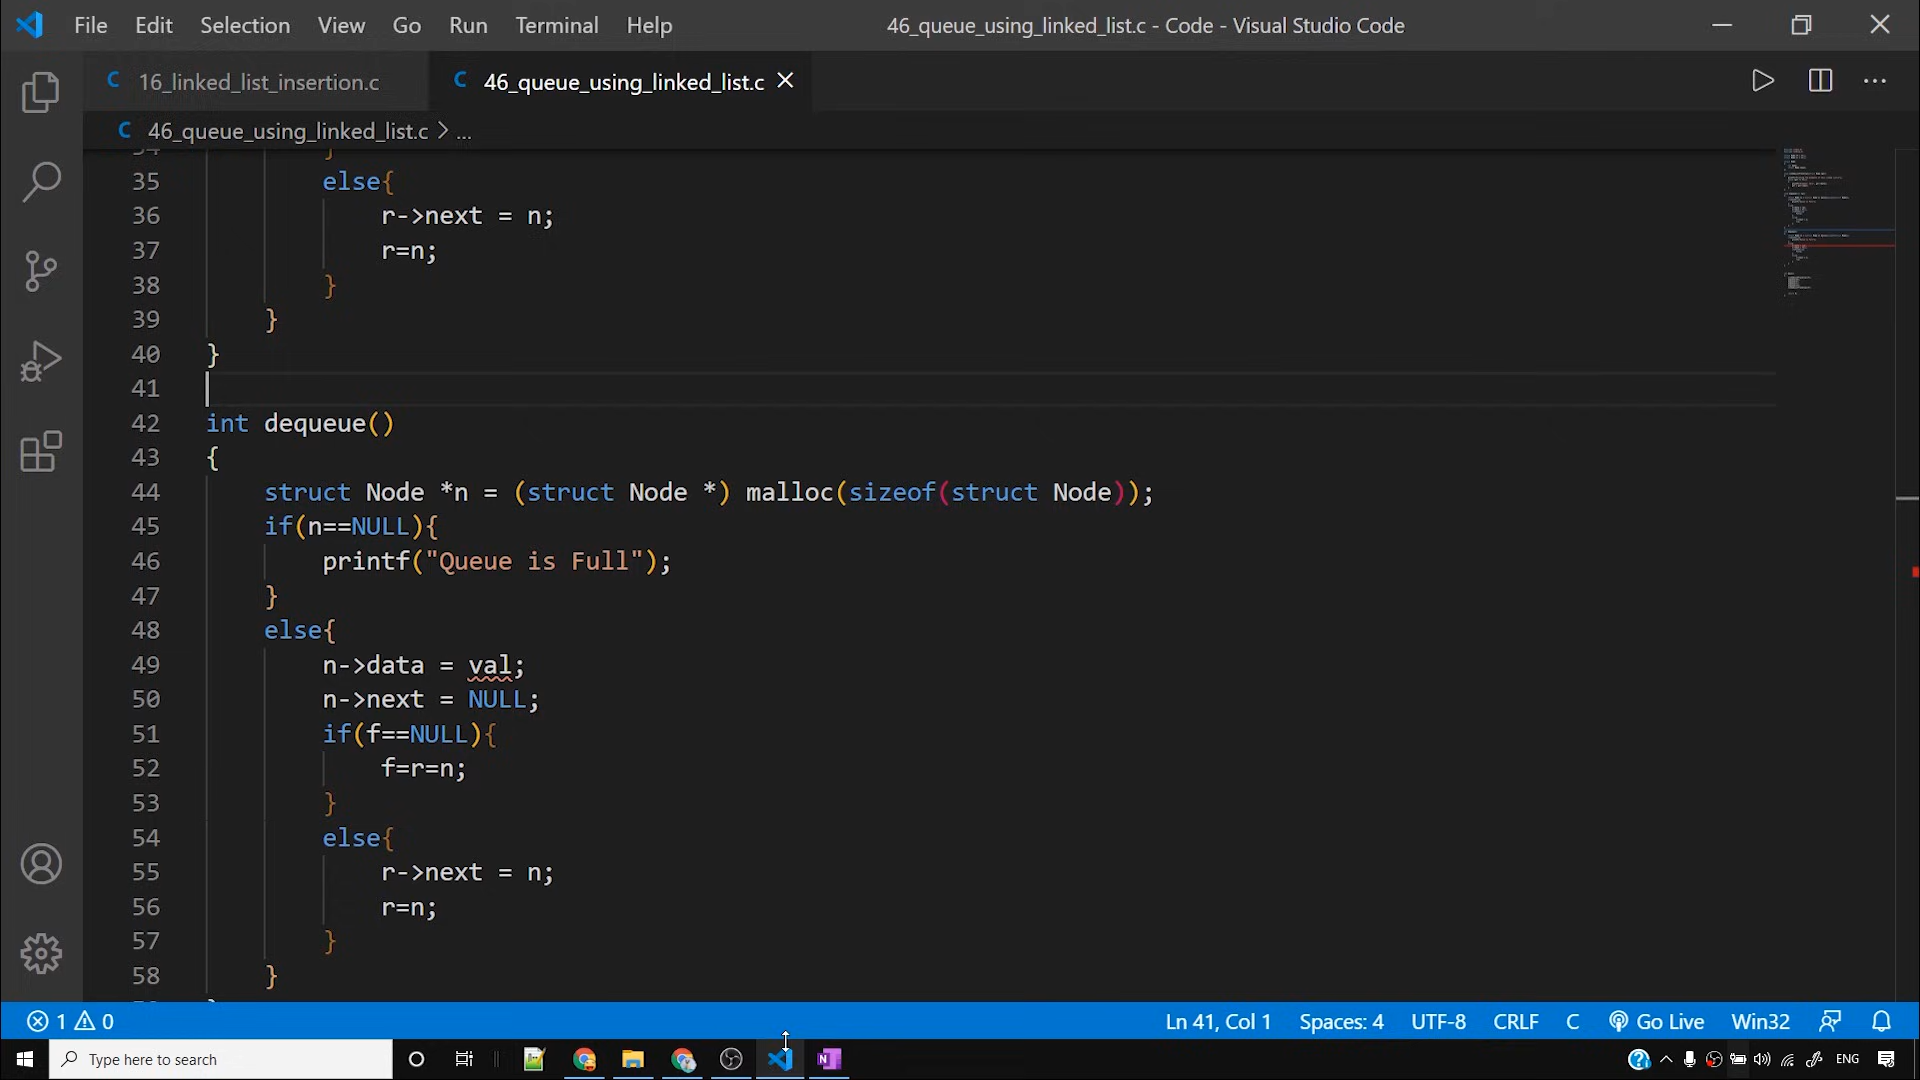 File Edit Selection View Go Run Terminal Help 46_queue_using_linked_list.c - Code - Visual Studio Code
C 16_linked_list_insertion.c C 46_queue_using_linked_list.c
C 46_queue_using_linked_list.c > ...
34 }
35 else{
36 r->next = n;
37 r=n;
38 }
39 }
40 }
41
42 int dequeue()
43 {
44 struct Node *n = (struct Node *) malloc(sizeof(struct Node));
45 if(n==NULL){
46 printf("Queue is Full");
47 }
48 else{
49 n->data = val;
50 n->next = NULL;
51 if(f==NULL){
52 f=r=n;
53 }
54 else{
55 r->next = n;
56 r=n;
57 }
58 }
1 0 Ln 41, Col 1 Spaces: 4 UTF-8 CRLF C Go Live Win32
Type here to search ENG